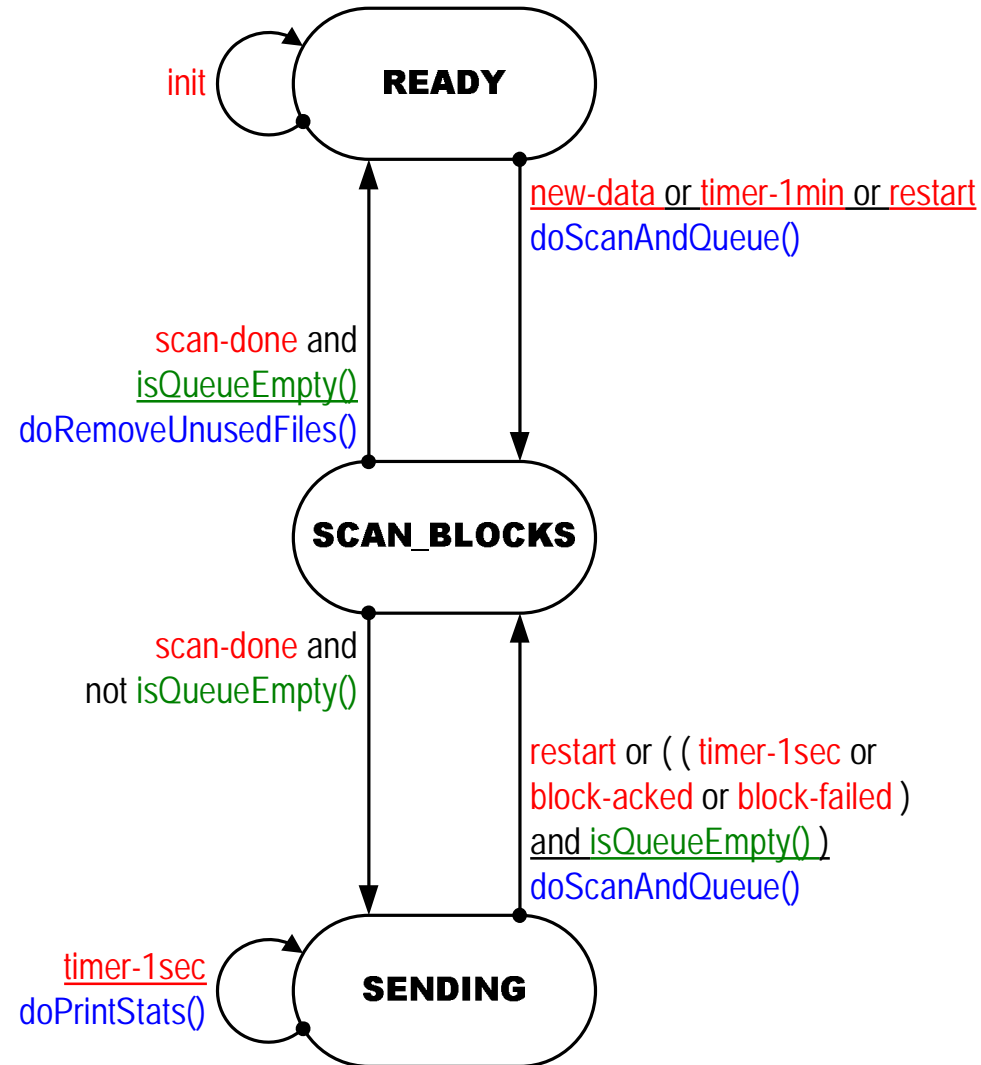 init
READY
new-data or timer-1min or restart
doScanAndQueue()
scan-done and
isQueueEmpty()
doRemoveUnusedFiles()
SCAN_BLOCKS
scan-done and
not isQueueEmpty()
restart or ( ( timer-1sec or
block-acked or block-failed )
and isQueueEmpty() )
doScanAndQueue()
timer-1sec
doPrintStats()
SENDING